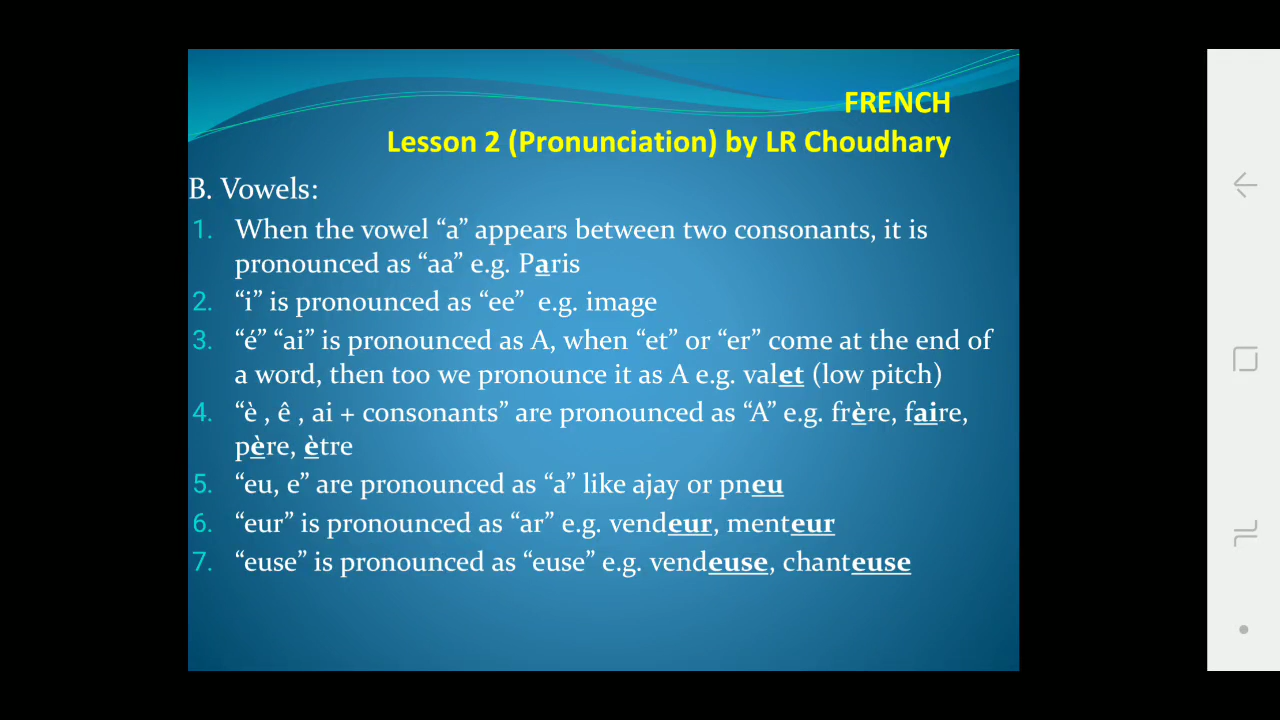 FRENCH
Lesson 2 (Pronunciation) by LR Choudhary
B. Vowels:
1. When the vowel “a” appears between two consonants, it is
pronounced as “aa” e.g. Paris
2. “i” is pronounced as “ee” e.g. image
3. “é” “ai” is pronounced as A, when “et” or “er” come at the end of
a word, then too we pronounce it as A e.g. valet (low pitch)
4. “è , ê , ai + consonants” are pronounced as “A” e.g. frère, faire,
père, ètre
5. “eu, e” are pronounced as “a” like ajay or pneu
6. “eur” is pronounced as “ar” e.g. vendeur, menteur
7. “euse” is pronounced as “euse” e.g. vendeuse, chanteuse